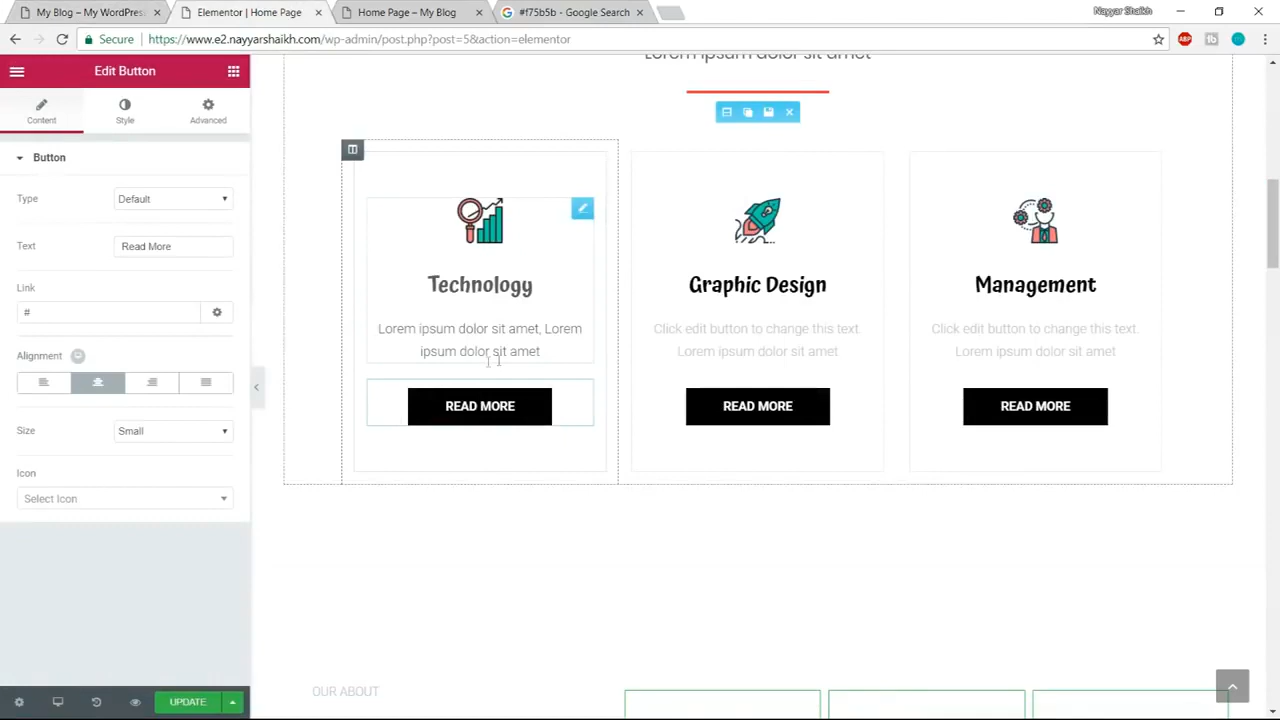 My Blog – My WordPress
Elementor | Home Page
Home Page – My Blog
#f75b5b - Google Search
Nayyar Shaikh
Secure
https://www.e2.nayyarshaikh.com/wp-admin/post.php?post=5&action=elementor
ABP
Edit Button
Content
Style
Advanced
Button
Type
Default
Text
Read More
Link
#
Alignment
Size
Small
Icon
Select Icon
UPDATE
Lorem ipsum dolor sit amet
Technology
Lorem ipsum dolor sit amet, Lorem
ipsum dolor sit amet
READ MORE
Graphic Design
Click edit button to change this text.
Lorem ipsum dolor sit amet
READ MORE
Management
Click edit button to change this text.
Lorem ipsum dolor sit amet
READ MORE
OUR ABOUT